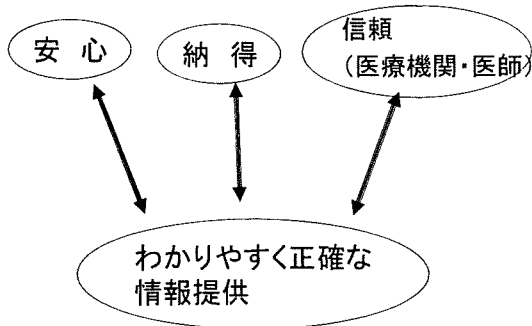 安 心
納 得
信頼
(医療機関・医師)
わかりやすく正確な
情報提供